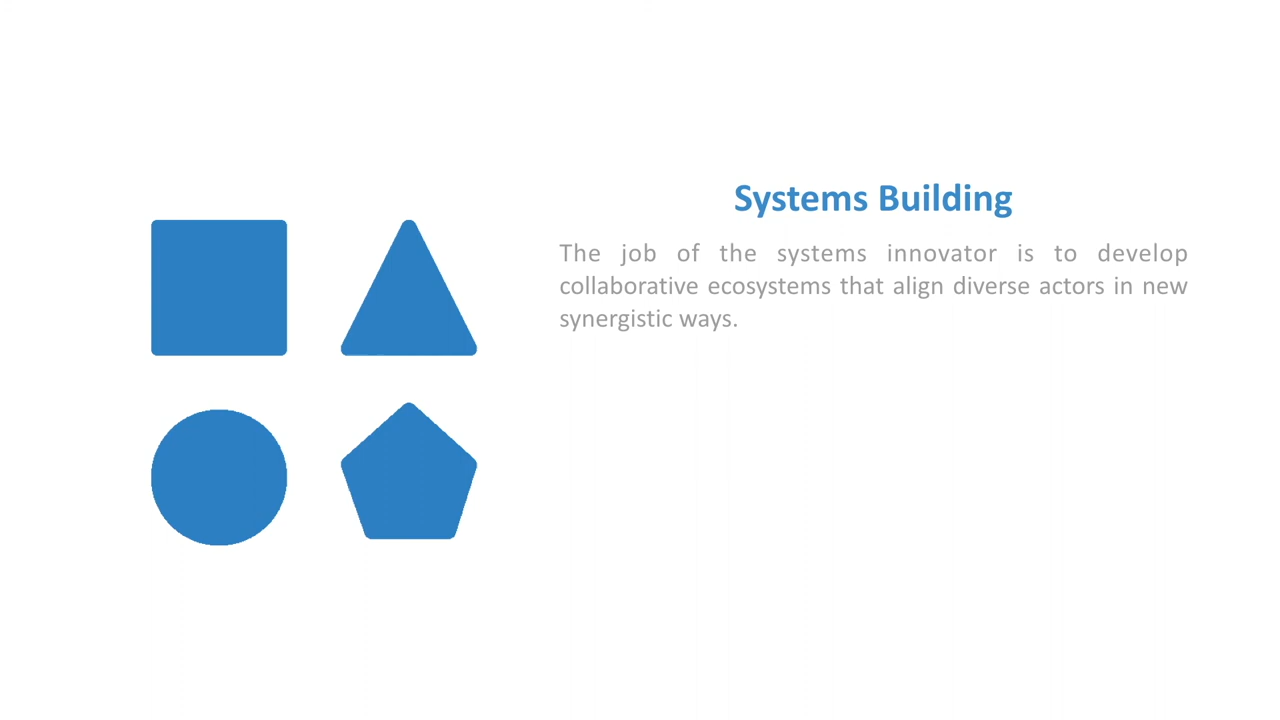 Systems Building
The job of the systems innovator is to develop
collaborative ecosystems that align diverse actors in new
synergistic ways.